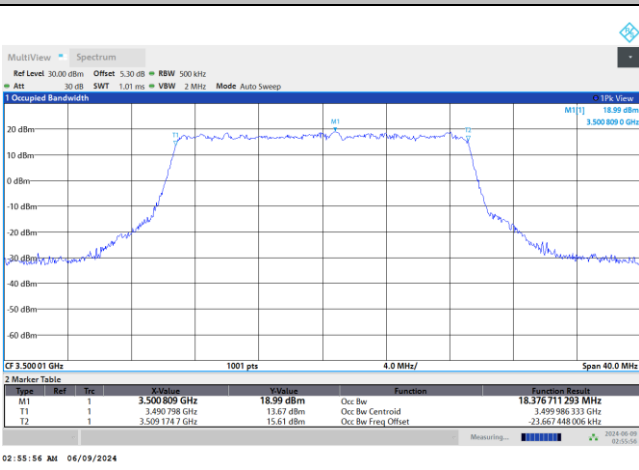 MultiView Spectrum
Ref Level 30.00 dBm Offset 5.30 dB RBW 500 kHz
Att 30 dB SWT 1.01 ms VBW 2 MHz Mode Auto Sweep
1 Occupied Bandwidth 1Pk View
M1[1] 18.99 dBm
3.500 809 0 GHz
M1
T1 T2
20 dBm
10 dBm
0 dBm
-10 dBm
-20 dBm
-30 dBm
-40 dBm
-50 dBm
-60 dBm
CF 3.500 01 GHz 1001 pts 4.0 MHz/ Span 40.0 MHz
2 Marker Table
Type Ref Trc X-Value Y-Value Function Function Result
M1 1 3.500 809 GHz 18.99 dBm Occ Bw 18.376 711 293 MHz
T1 1 3.490 798 GHz 13.67 dBm Occ Bw Centroid 3.499 986 333 GHz
T2 1 3.509 174 7 GHz 15.61 dBm Occ Bw Freq Offset -23.667 448 006 kHz
Measuring... 2024-06-09
02:55:56
02:55:56 AM 06/09/2024